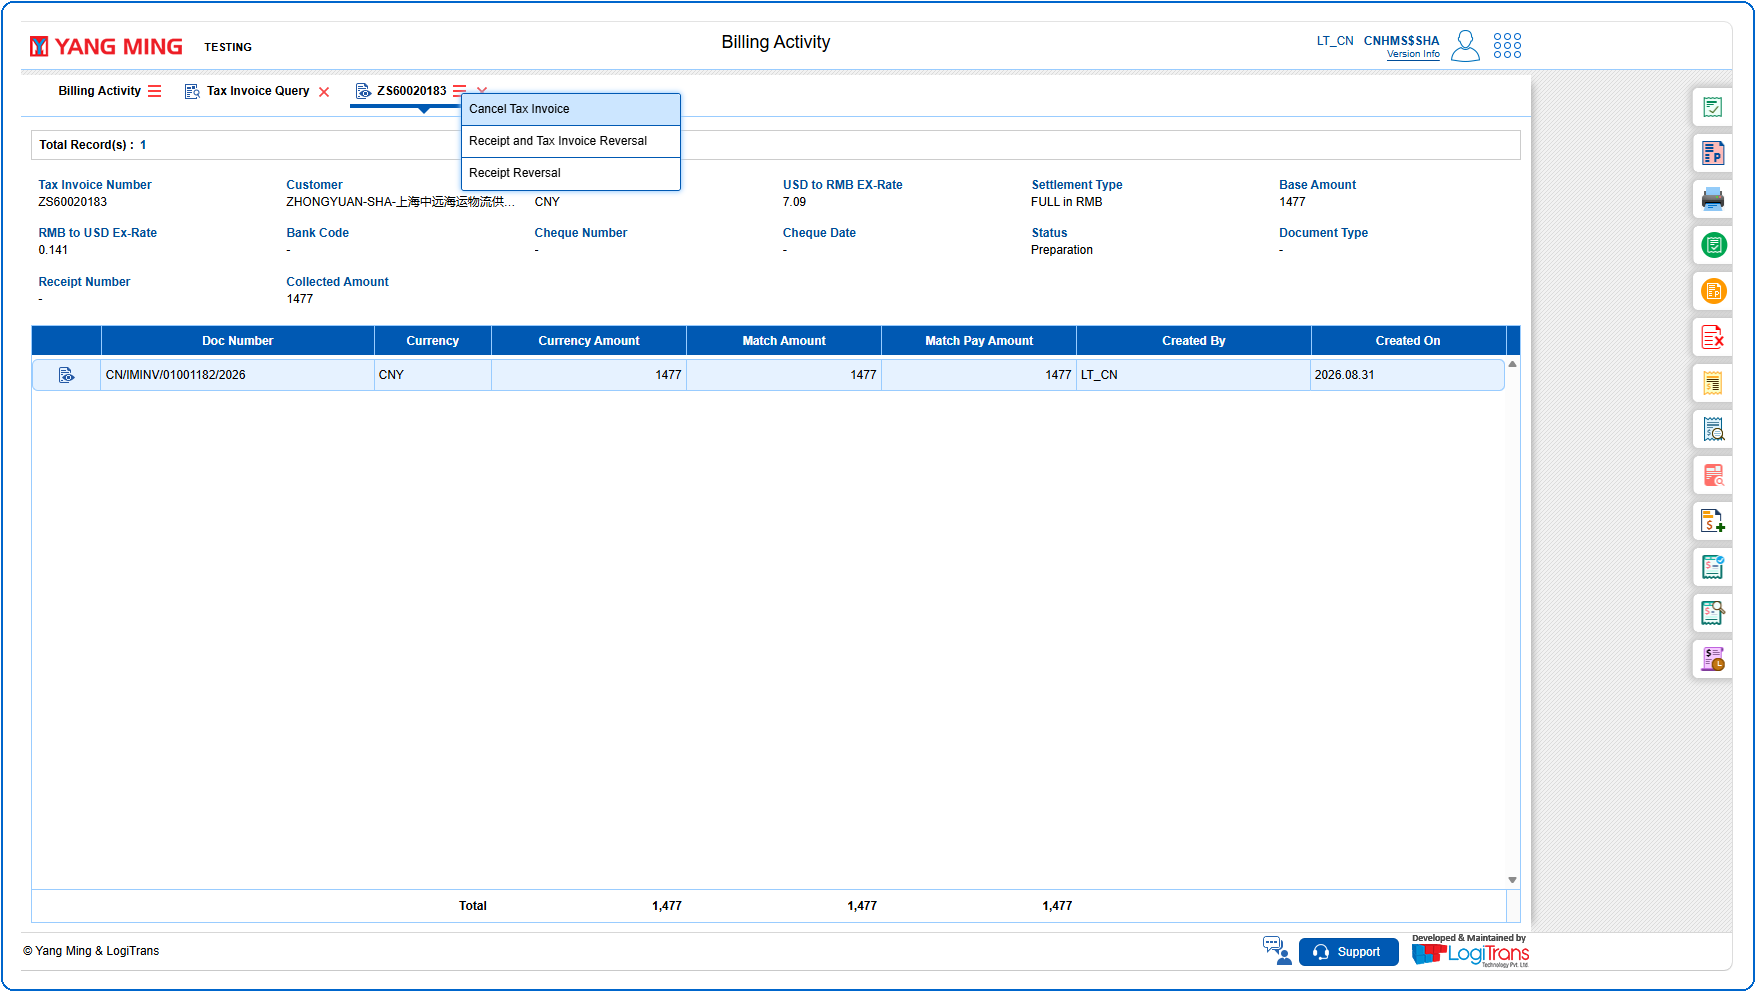 YANG MING
TESTING
Billing Activity
LT_CN CNHMS$SHA
Version Info
Billing Activity
Tax Invoice Query
ZS60020183
Cancel Tax Invoice
Receipt and Tax Invoice Reversal
Receipt Reversal
Total Record(s) : 1
Tax Invoice Number
ZS60020183
Customer
ZHONGYUAN-SHA-上海中远海运物流供...
CNY
USD to RMB EX-Rate
7.09
Settlement Type
FULL in RMB
Base Amount
1477
RMB to USD Ex-Rate
0.141
Bank Code
-
Cheque Number
-
Cheque Date
-
Status
Preparation
Document Type
-
Receipt Number
-
Collected Amount
1477
Doc Number Currency Currency Amount Match Amount Match Pay Amount Created By Created On
CN/IMINV/01001182/2026 CNY 1477 1477 1477 LT_CN 2026.08.31
Total 1,477 1,477 1,477
© Yang Ming & LogiTrans
Support
Developed & Maintained by
LogiTrans
Technology Pvt. Ltd.